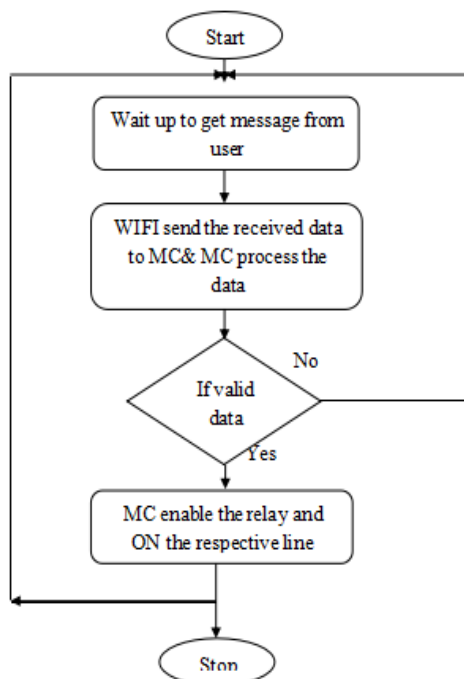 Start
Wait up to get message from
user
WIFI send the received data
to MC& MC process the
data
No
If valid
data
Yes
MC enable the relay and
ON the respective line
Stop